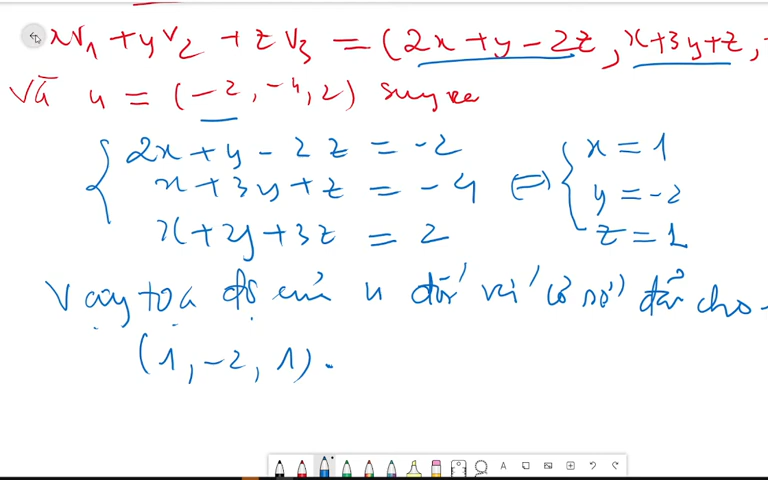 xv₁ + yv₂ + zv₃ = (2x + y - 2z, x + 3y + z,
Và u = (-2, -4, 2) suy ra
2x + y - 2z = -2
x + 3y + z = -4
x + 2y + 3z = 2
⇔
x = 1
y = -2
z = 1
Vậy tọa độ của u đối với cơ sở đã cho
(1, -2, 1).